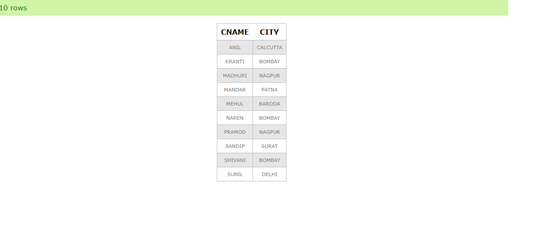 10 rows
CNAME CITY
ANIL CALCUTTA
KRANTI BOMBAY
MADHURI NAGPUR
MANDAR PATNA
MEHUL BARODA
NAREN BOMBAY
PRAMOD NAGPUR
SANDIP SURAT
SHIVANI BOMBAY
SUNIL DELHI